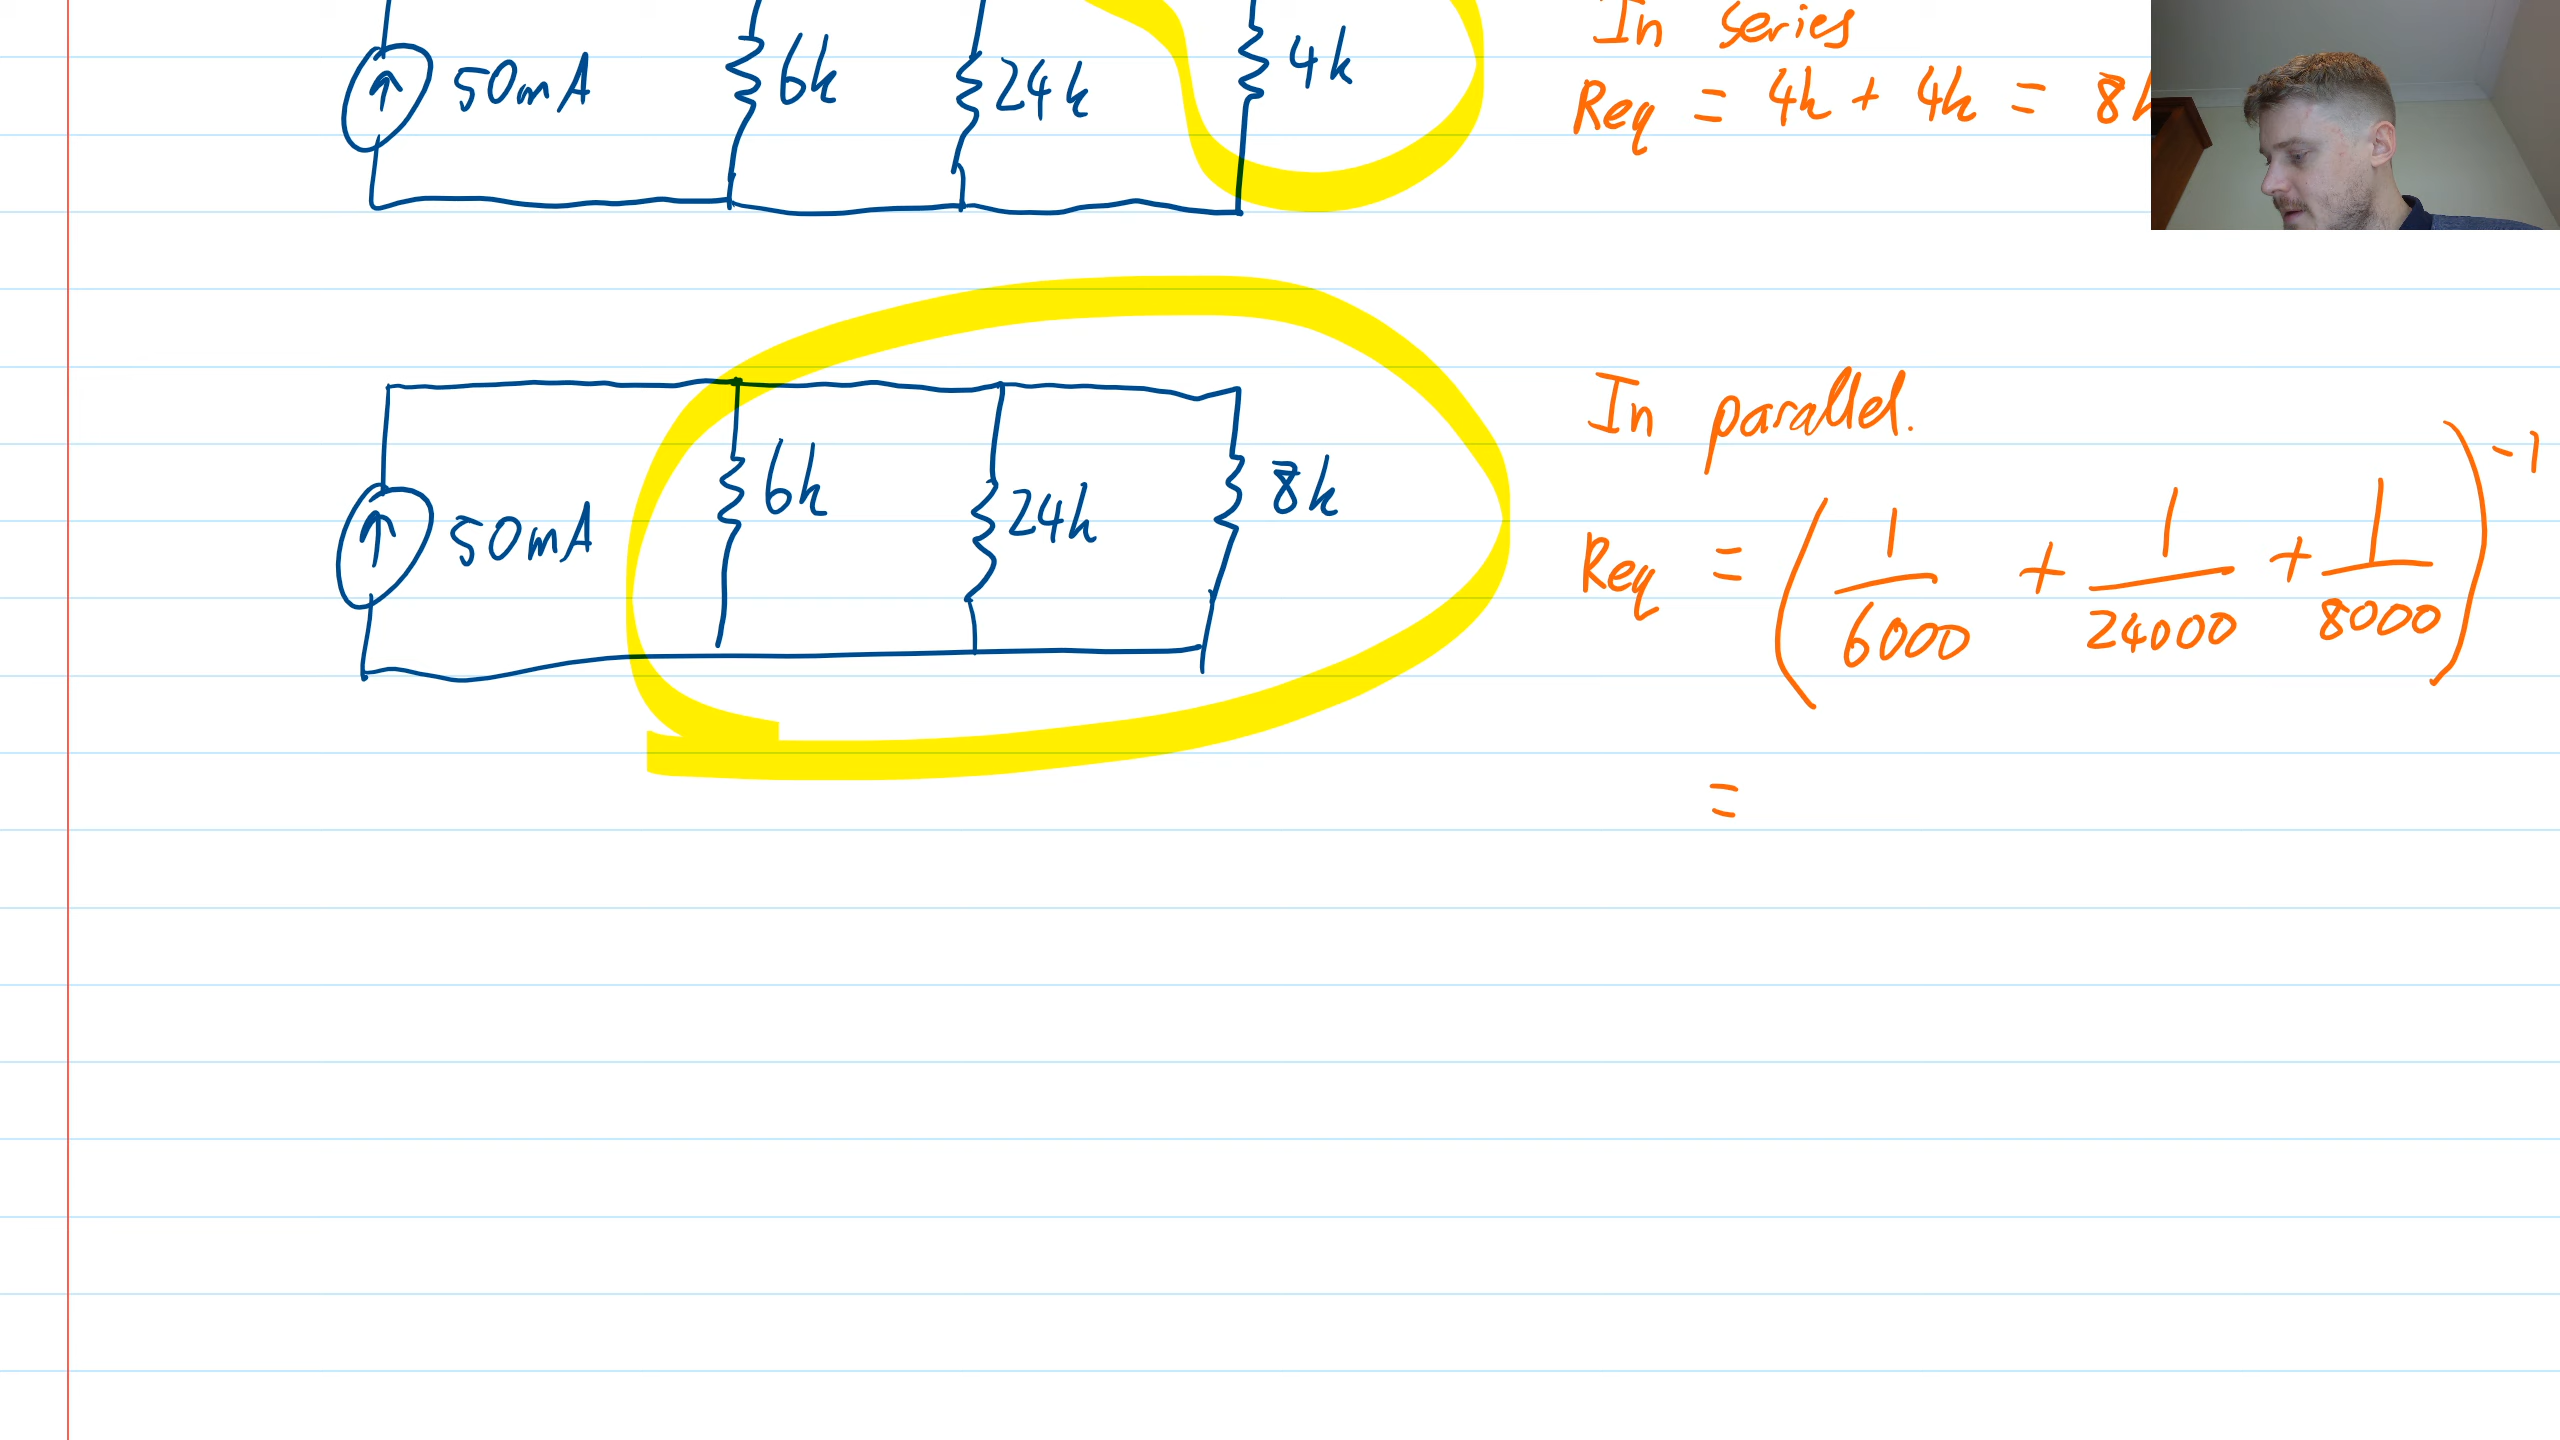 50mA 6k 24k 4k
In series
Req = 4k + 4k = 8k
50mA 6k 24k 8k
In parallel.
Req = (1/6000 + 1/24000 + 1/8000)^-1
=